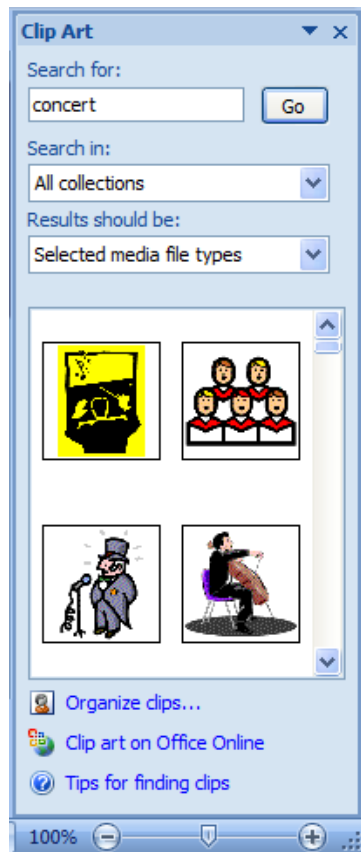 Clip Art
Search for:
concert
Go
Search in:
All collections
Results should be:
Selected media file types
Organize clips...
Clip art on Office Online
Tips for finding clips
100%